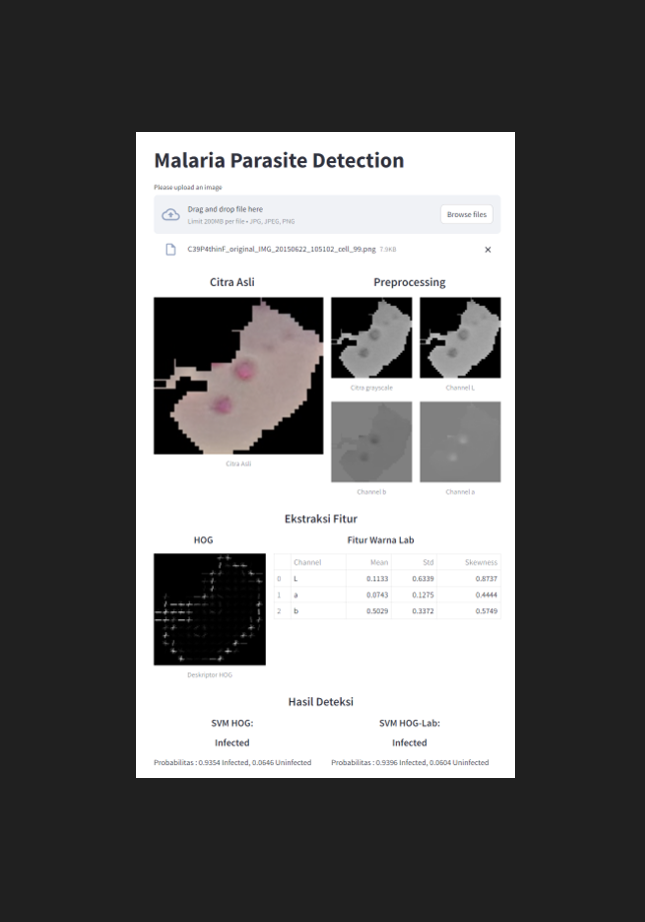 Malaria Parasite Detection
Please upload an image
Drag and drop file here
Limit 200MB per file • JPG, JPEG, PNG
Browse files
C39P4thinF_original_IMG_20150622_105102_cell_99.png 7.9KB
Citra Asli
Preprocessing
Citra grayscale
Channel L
Citra Asli
Channel b
Channel a
Ekstraksi Fitur
HOG
Fitur Warna Lab
Channel Mean Std Skewness
0 L 0.1133 0.6339 0.8737
1 a 0.0743 0.1275 0.4444
2 b 0.5029 0.3372 0.5749
Deskriptor HOG
Hasil Deteksi
SVM HOG:
SVM HOG-Lab:
Infected
Infected
Probabilitas : 0.9354 Infected, 0.0646 Uninfected
Probabilitas : 0.9396 Infected, 0.0604 Uninfected